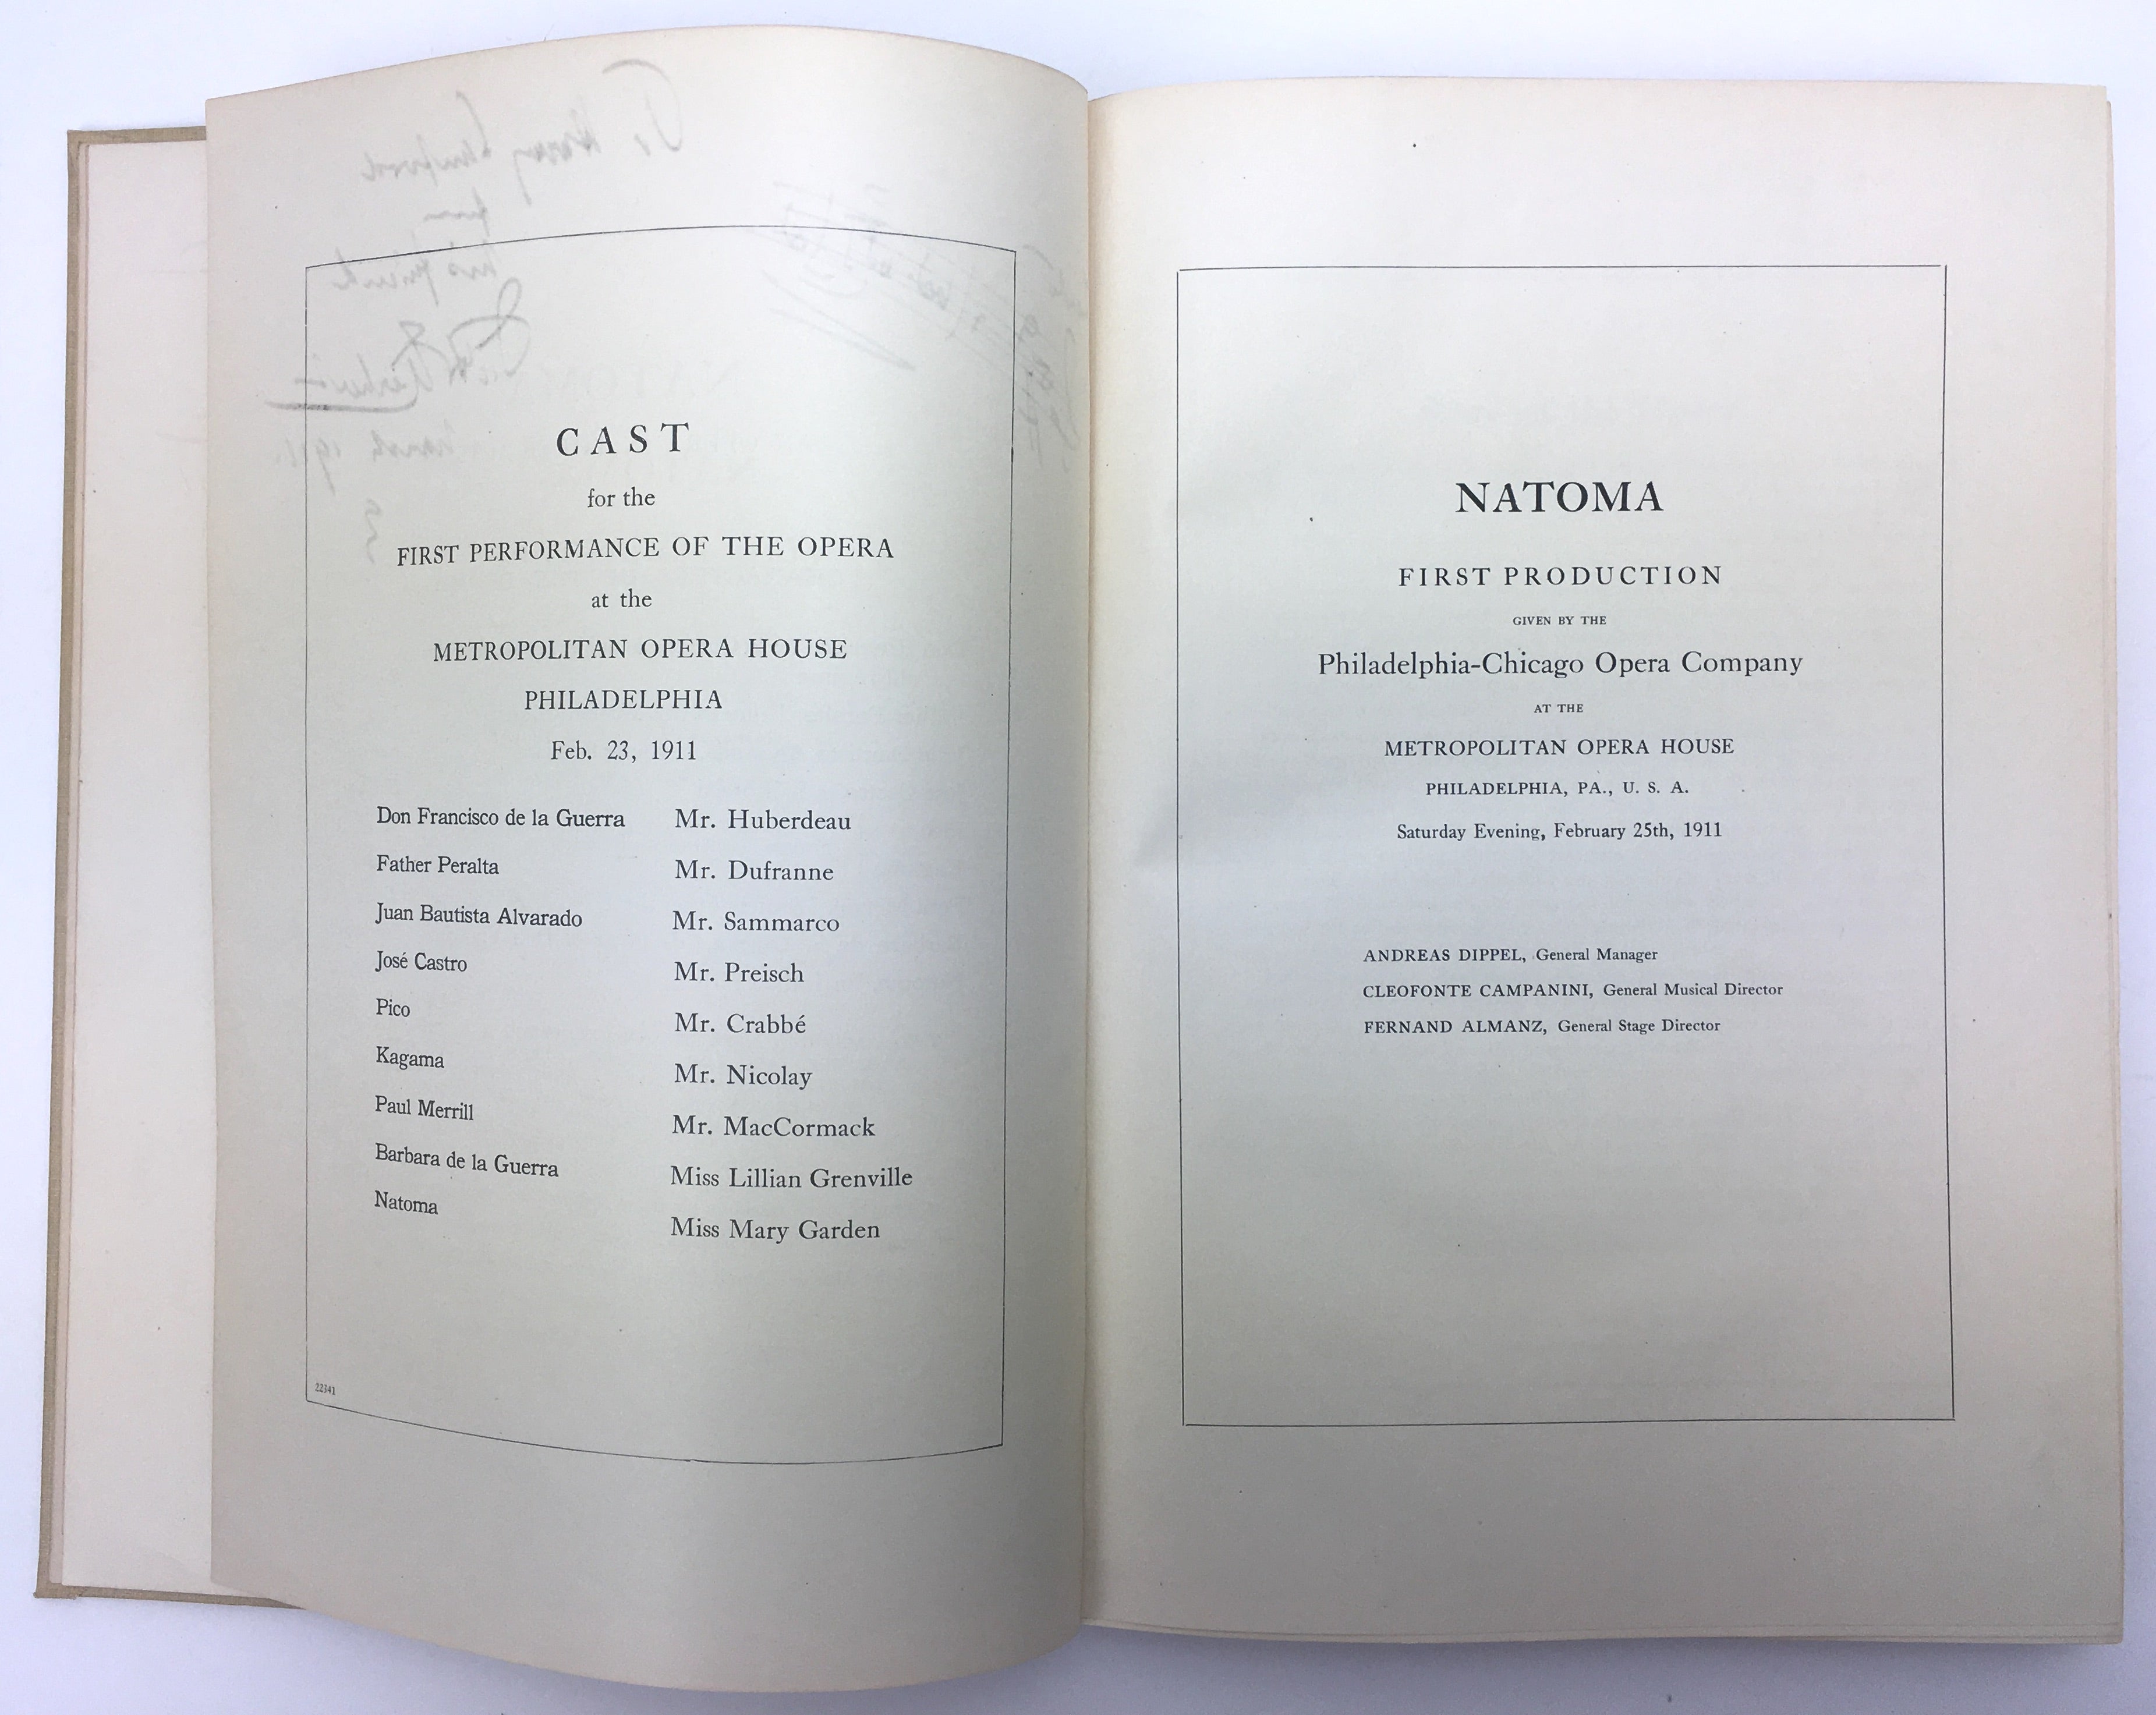 CAST
for the
FIRST PERFORMANCE OF THE OPERA
at the
METROPOLITAN OPERA HOUSE
PHILADELPHIA
Feb. 23, 1911
Don Francisco de la Guerra Mr. Huberdeau
Father Peralta Mr. Dufranne
Juan Bautista Alvarado Mr. Sammarco
José Castro Mr. Preisch
Pico Mr. Crabbé
Kagama Mr. Nicolay
Paul Merrill Mr. MacCormack
Barbara de la Guerra Miss Lillian Grenville
Natoma Miss Mary Garden
22341
NATOMA
FIRST PRODUCTION
GIVEN BY THE
Philadelphia-Chicago Opera Company
AT THE
METROPOLITAN OPERA HOUSE
PHILADELPHIA, PA., U. S. A.
Saturday Evening, February 25th, 1911
ANDREAS DIPPEL, General Manager
CLEOFONTE CAMPANINI, General Musical Director
FERNAND ALMANZ, General Stage Director